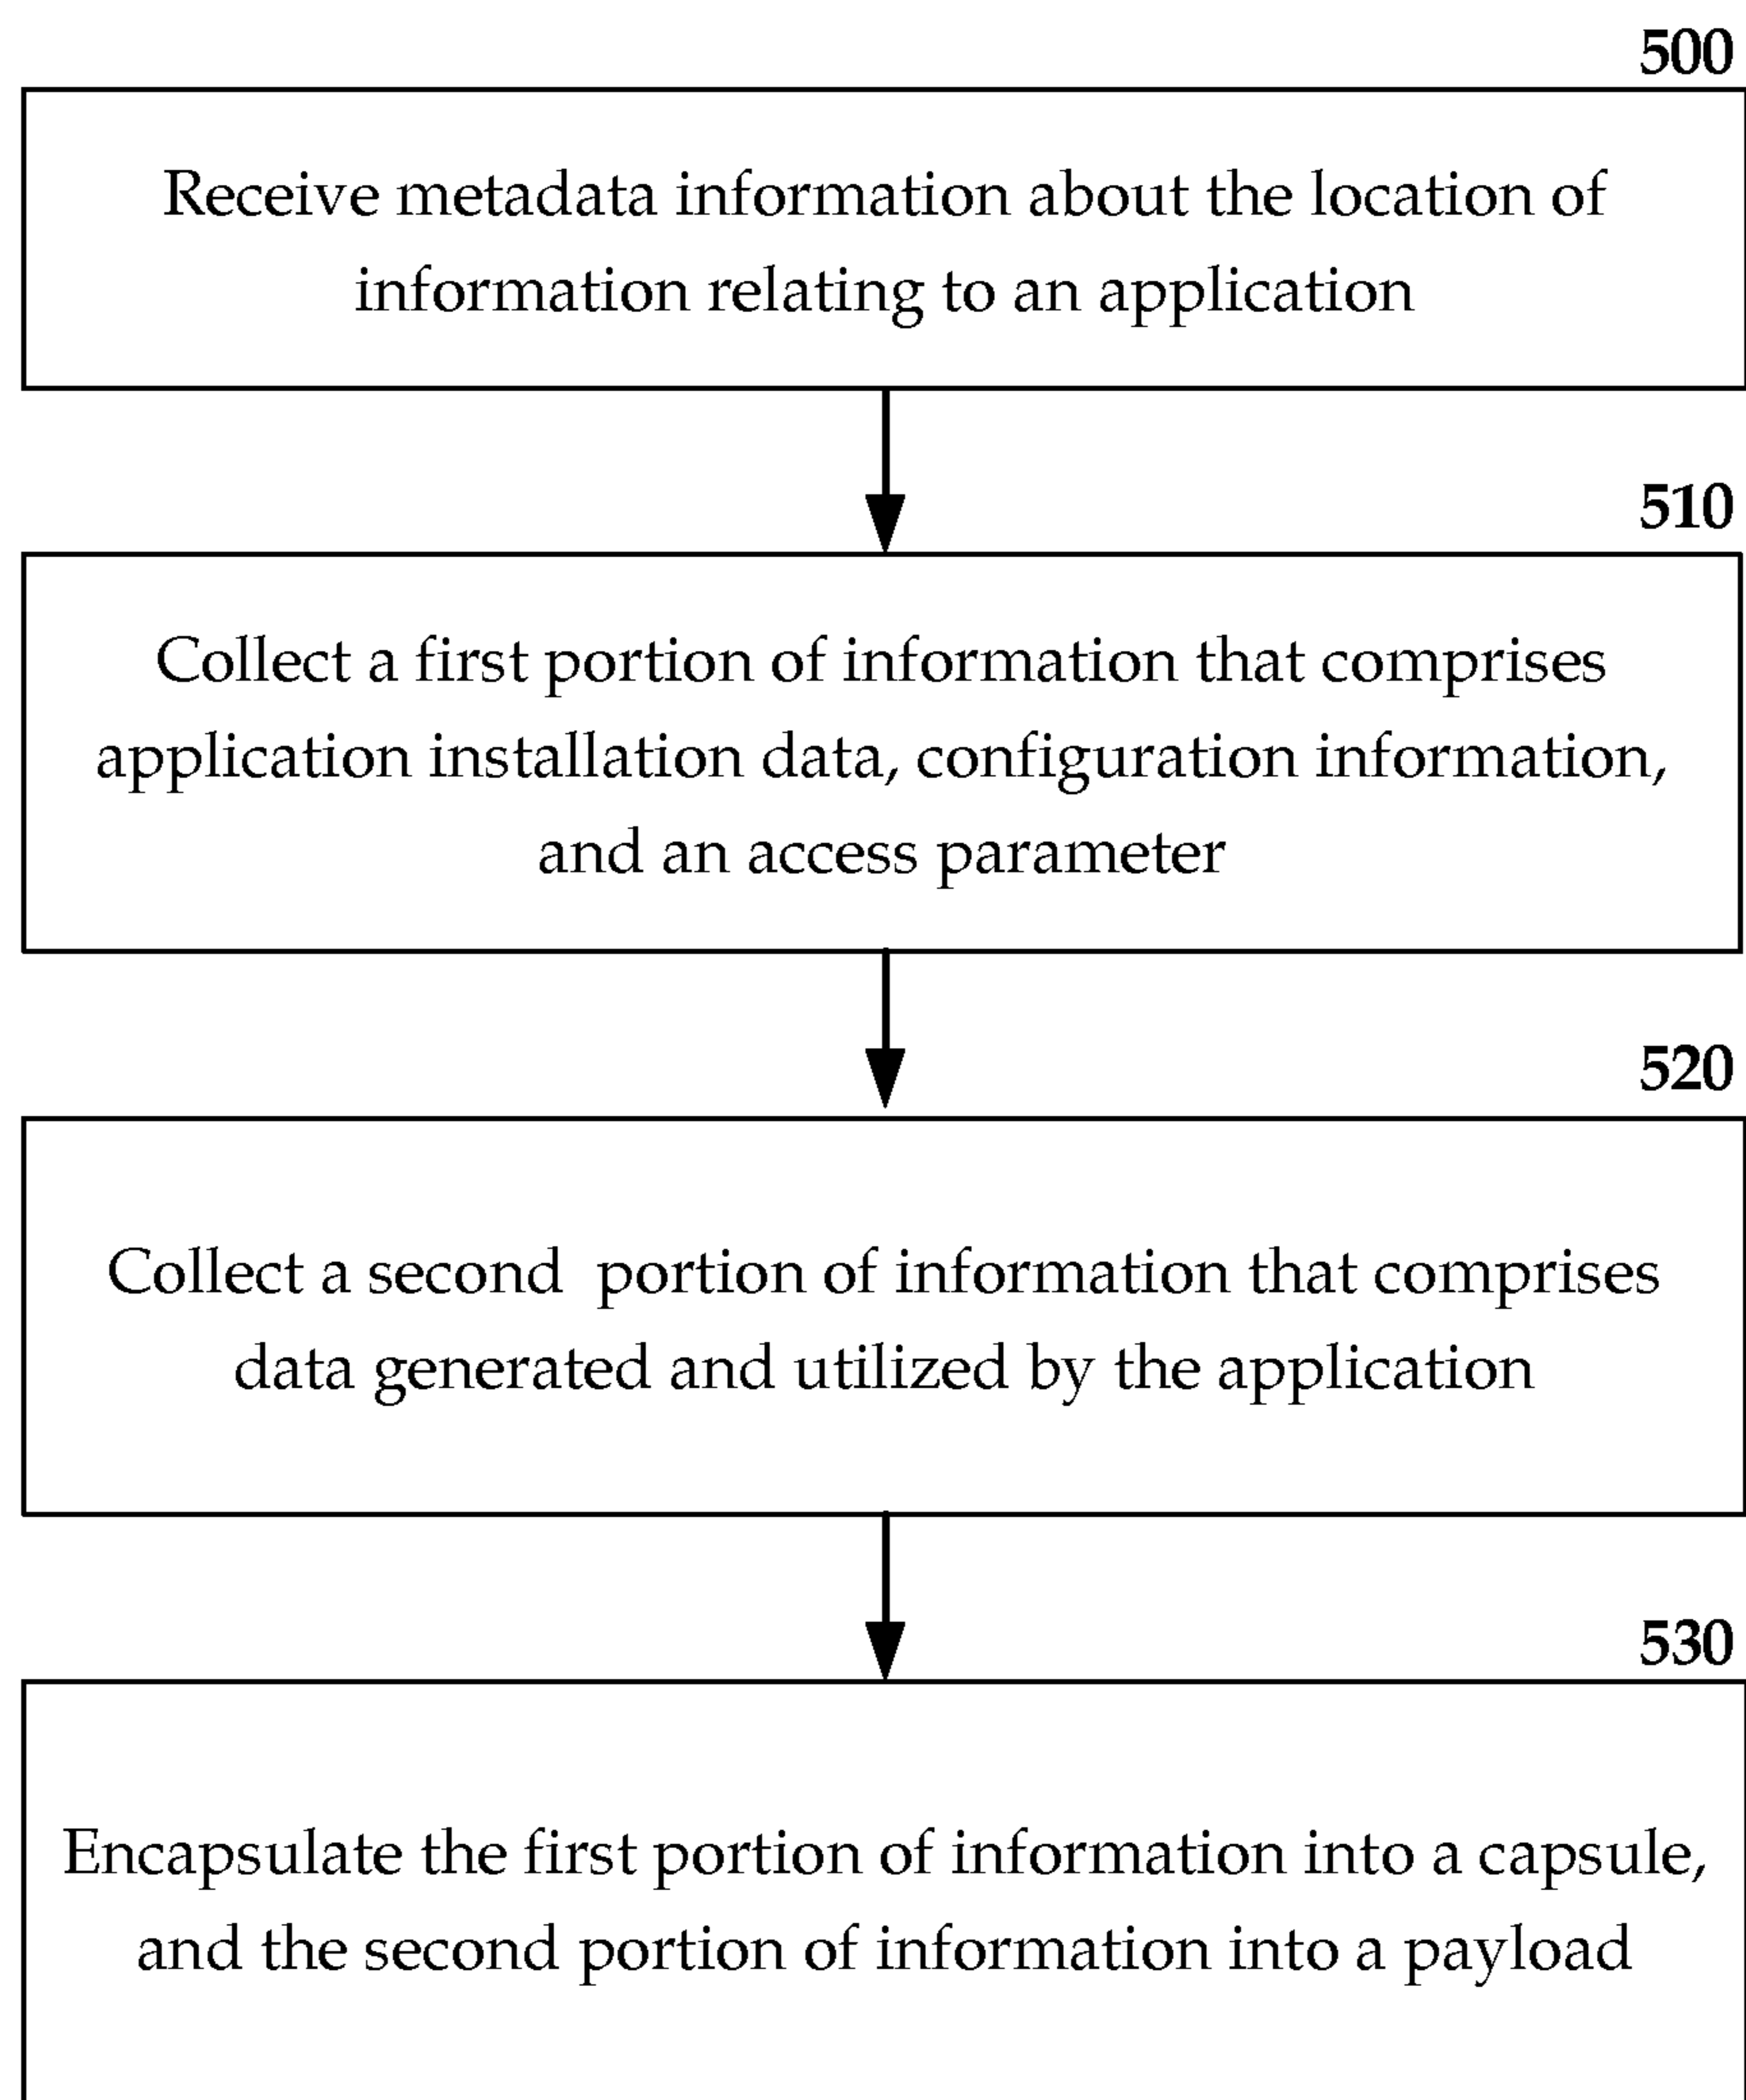 500
Receive metadata information about the location of
information relating to an application
510
Collect a first portion of information that comprises
application installation data, configuration information,
and an access parameter
520
Collect a second portion of information that comprises
data generated and utilized by the application
530
Encapsulate the first portion of information into a capsule,
and the second portion of information into a payload